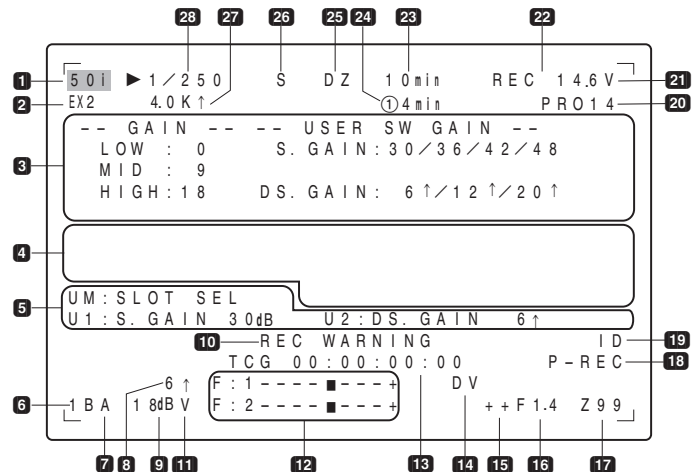 28 27 26 25 24 23 22
1 50i ▶1/250 S DZ 10min REC 14.6V 21
2 EX2 4.0K↑ ①4min PRO14 20
3
-- GAIN -- -- USER SW GAIN --
LOW : 0 S. GAIN:30/36/42/48
MID : 9
HIGH:18 DS. GAIN: 6↑/12↑/20↑
4
5
UM:SLOT SEL
U1:S. GAIN 30dB U2:DS. GAIN 6↑
10 REC WARNING ID 19
TCG 00:00:00:00 P-REC 18
6↑ F:1----■----+ DV
6 1BA 18dB V F:2----■----+ ++F1.4 Z99
7 8 9 11 12 13 14 15 16 17